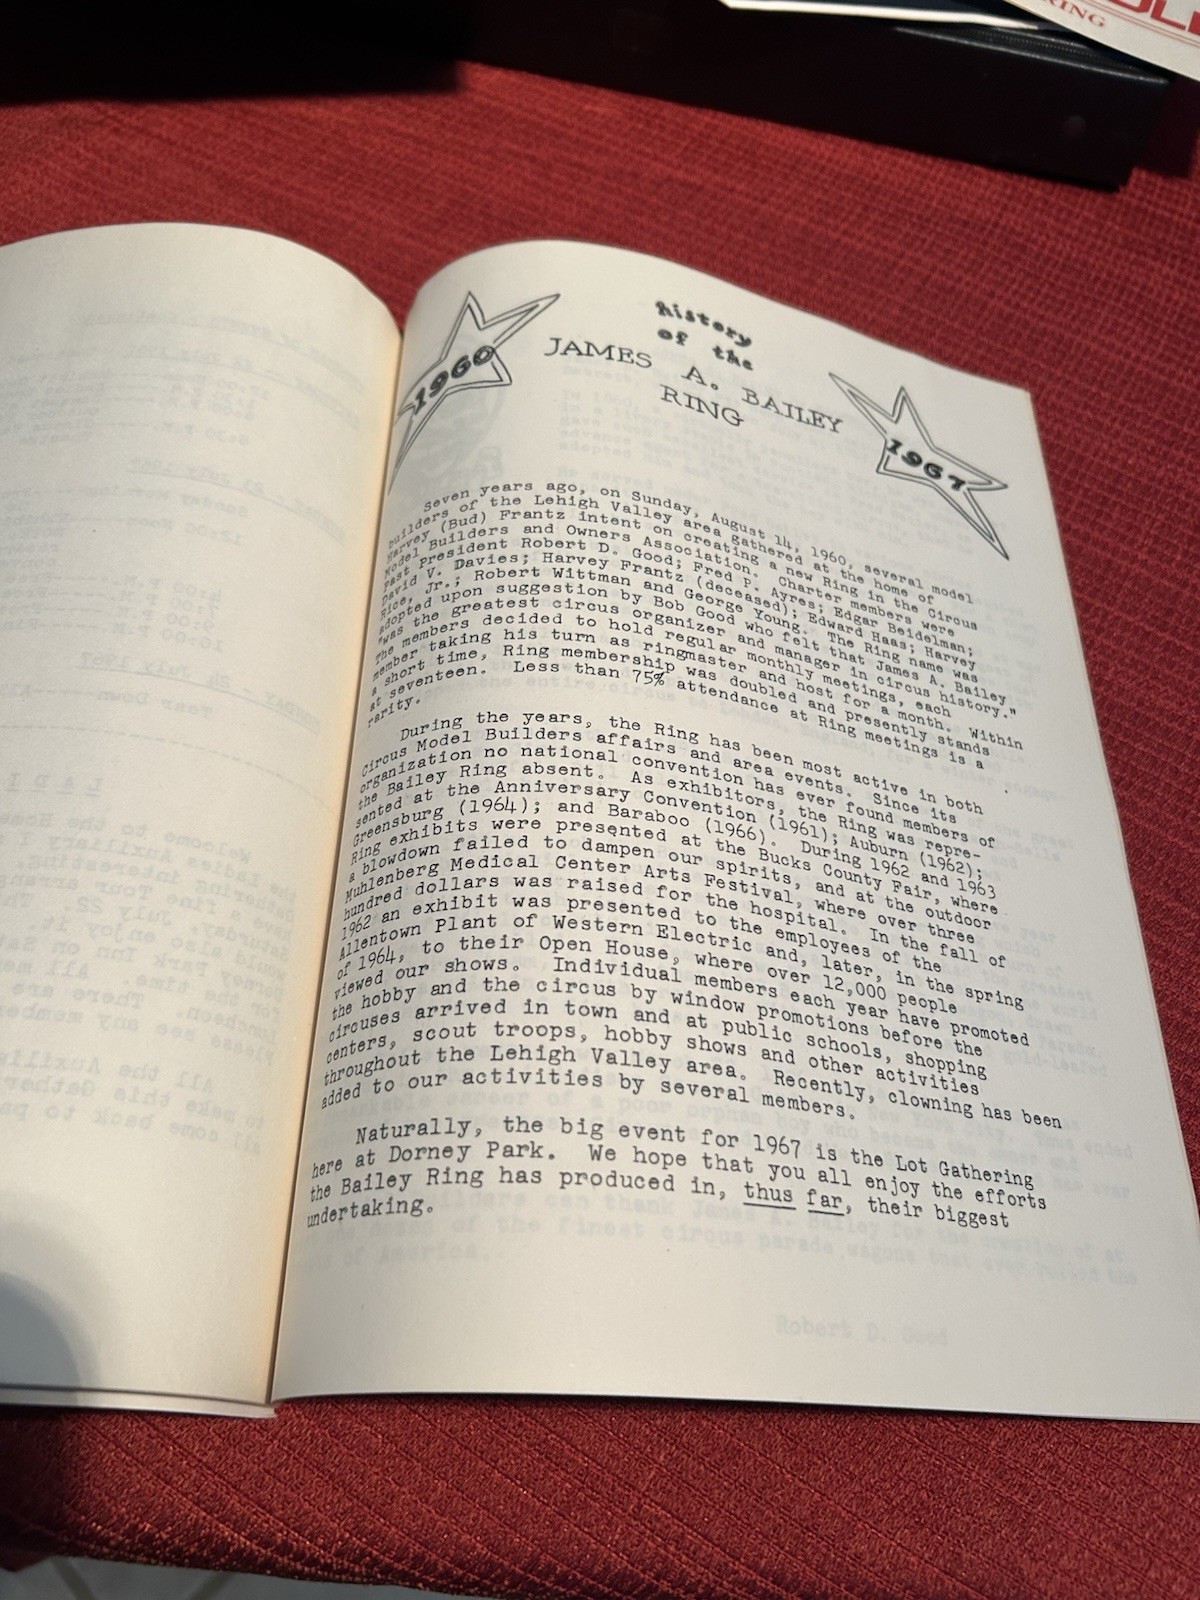 RING
history
of the
JAMES A. BAILEY
RING
1960
1967
Seven years ago, on Sunday, August 14, 1960, several model
builders of the Lehigh Valley area gathered at the home of
Harvey (Bud) Frantz intent on creating a new Ring in the Circus
Model Builders and Owners Association. Charter members were
Past President Robert D. Good; Fred P. Ayres; Edgar Beidelman;
David V. Davies; Harvey Frantz (deceased); Edward Haas; Harvey
Rice, Jr.; Robert Wittman and George Young. The Ring name was
adopted upon suggestion by Bob Good who felt that James A. Bailey
"was the greatest circus organizer and manager in circus history."
The members decided to hold regular monthly meetings, each
member taking his turn as ringmaster and host for a month. Within
a short time, Ring membership was doubled and presently stands
at seventeen. Less than 75% attendance at Ring meetings is a
rarity.
During the years, the Ring has been most active in both
Circus Model Builders affairs and area events. Since its
organization no national convention has ever found members of
the Bailey Ring absent. As exhibitors, the Ring was repre-
sented at the Anniversary Convention (1961); Auburn (1962);
Greensburg (1964); and Baraboo (1966). During 1962 and 1963
Ring exhibits were presented at the Bucks County Fair, where
a blowdown failed to dampen our spirits, and at the outdoor
Muhlenberg Medical Center Arts Festival, where over three
hundred dollars was raised for the hospital. In the fall of
1962 an exhibit was presented to the employees of the
Allentown Plant of Western Electric and, later, in the spring
of 1964, to their Open House, where over 12,000 people
viewed our shows. Individual members each year have promoted
the hobby and the circus by window promotions before the
circuses arrived in town and at public schools, shopping
centers, scout troops, hobby shows and other activities
throughout the Lehigh Valley area. Recently, clowning has been
added to our activities by several members.
Naturally, the big event for 1967 is the Lot Gathering
here at Dorney Park. We hope that you all enjoy the efforts
the Bailey Ring has produced in, thus far, their biggest
undertaking.